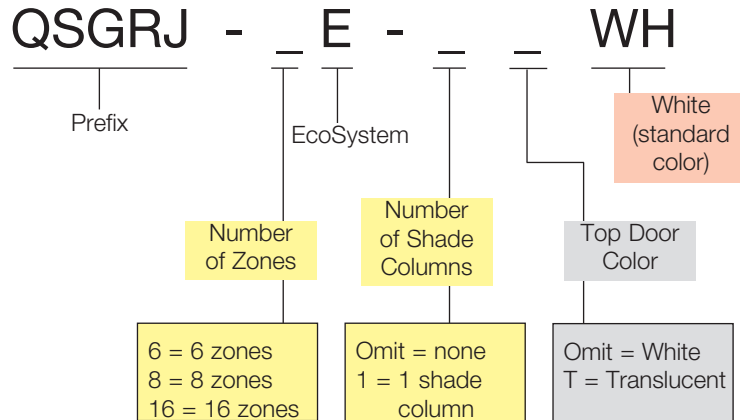 QSGRJ - _ E - _ _ WH
Prefix
EcoSystem
White
(standard
color)
Number
of Zones
Number
of Shade
Columns
Top Door
Color
6 = 6 zones
8 = 8 zones
16 = 16 zones
Omit = none
1 = 1 shade
column
Omit = White
T = Translucent